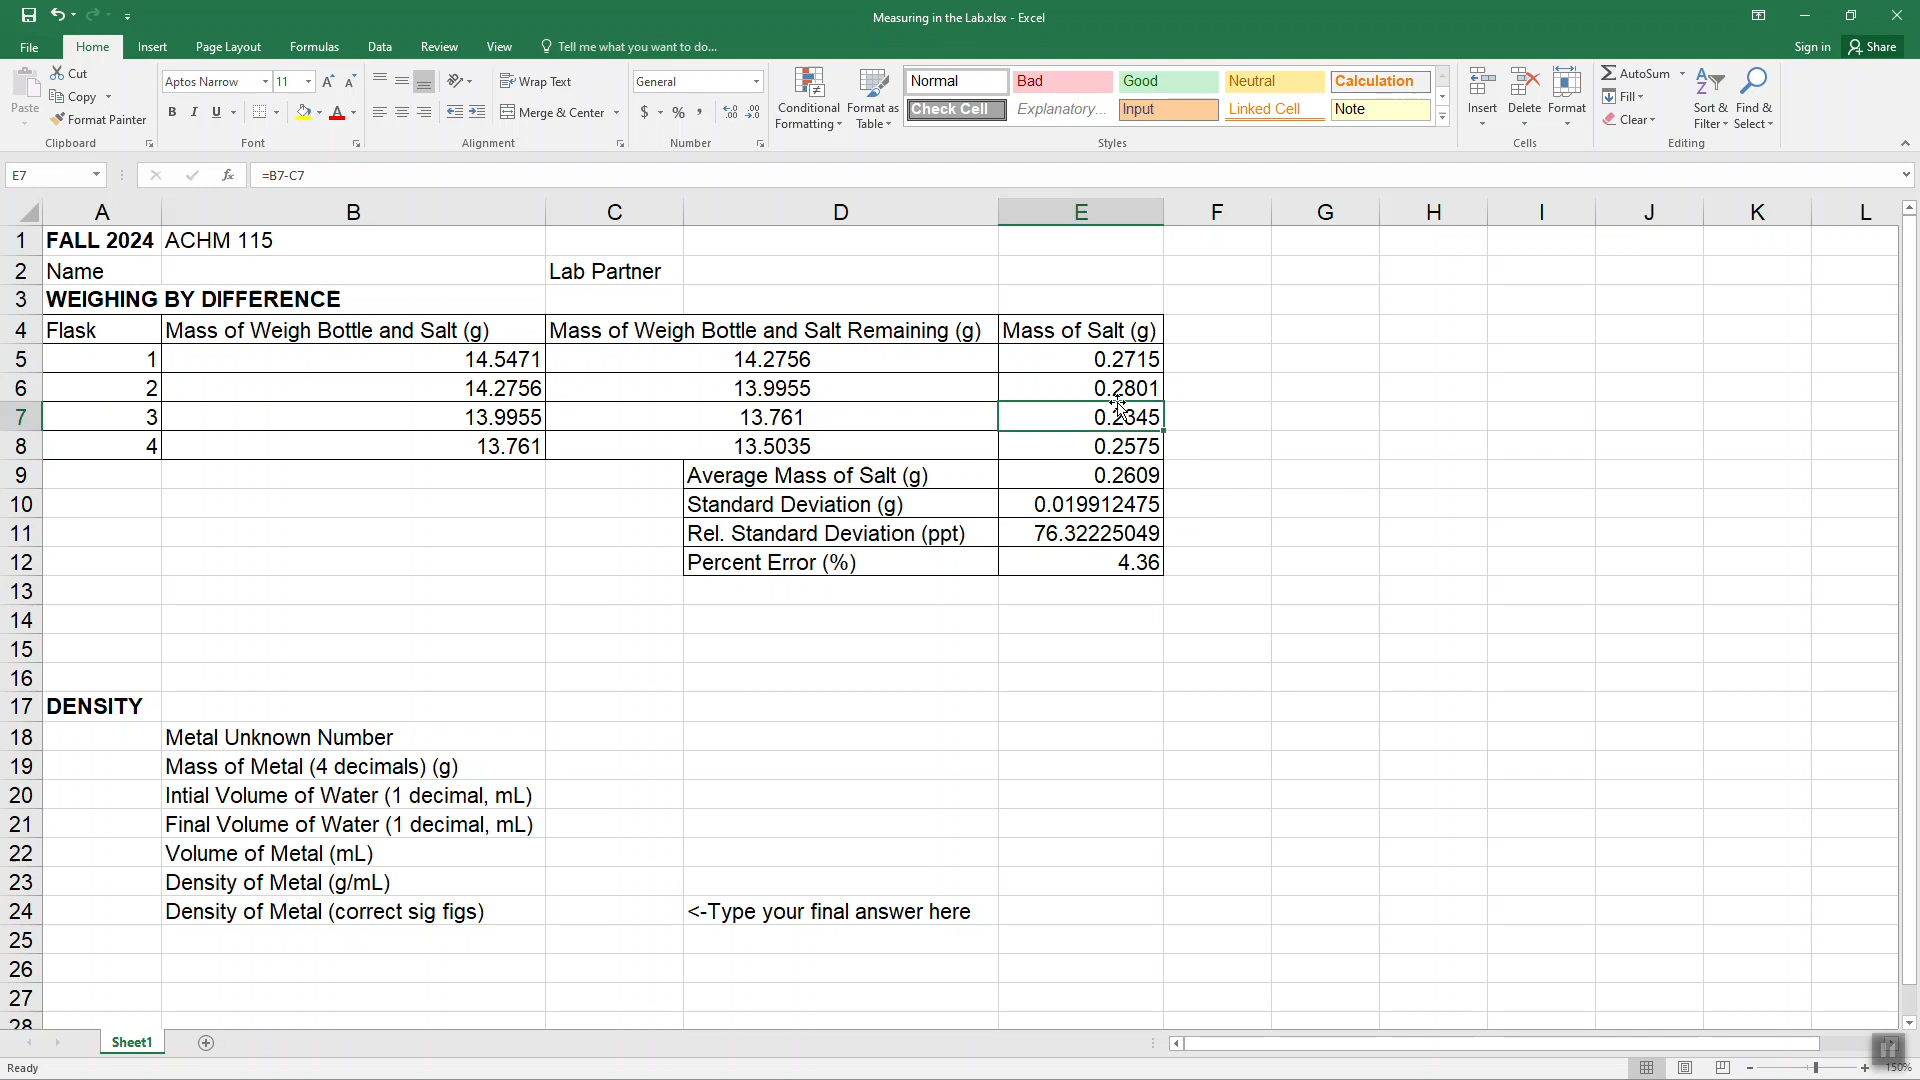 Measuring in the Lab.xlsx - Excel
File Home Insert Page Layout Formulas Data Review View Tell me what you want to do... Sign in Share
Paste Cut Copy Format Painter
Clipboard
Aptos Narrow 11
B I U A
Font
Wrap Text
Merge & Center
Alignment
General
$ %
Number
Conditional Formatting Format as Table
Normal Bad Good Neutral Calculation
Check Cell Explanatory... Input Linked Cell Note
Styles
Insert Delete Format
Cells
AutoSum
Fill
Clear
Sort & Filter Find & Select
Editing
E7 fx =B7-C7
A B C D E F G H I J K L
1 FALL 2024 ACHM 115
2 Name Lab Partner
3 WEIGHING BY DIFFERENCE
4 Flask Mass of Weigh Bottle and Salt (g) Mass of Weigh Bottle and Salt Remaining (g) Mass of Salt (g)
5 1 14.5471 14.2756 0.2715
6 2 14.2756 13.9955 0.2801
7 3 13.9955 13.761 0.2345
8 4 13.761 13.5035 0.2575
9 Average Mass of Salt (g) 0.2609
10 Standard Deviation (g) 0.019912475
11 Rel. Standard Deviation (ppt) 76.32225049
12 Percent Error (%) 4.36
13
14
15
16
17 DENSITY
18 Metal Unknown Number
19 Mass of Metal (4 decimals) (g)
20 Intial Volume of Water (1 decimal, mL)
21 Final Volume of Water (1 decimal, mL)
22 Volume of Metal (mL)
23 Density of Metal (g/mL)
24 Density of Metal (correct sig figs) <-Type your final answer here
25
26
27
28
Sheet1
Ready 150%